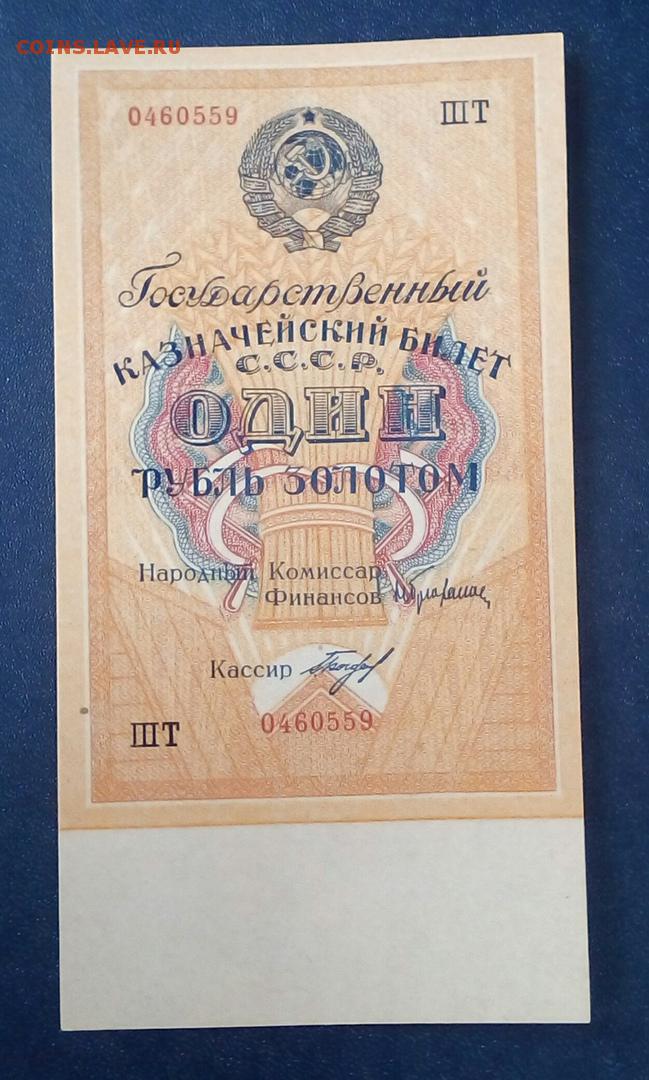 COINS.LAVE.RU
0460559 ШТ
Государственный
КАЗНАЧЕЙСКИЙ БИЛЕТ
С.С.С.Р.
ОДИН
РУБЛЬ ЗОЛОТОМ
Народный Комиссар
Финансов
Кассир
0460559
ШТ